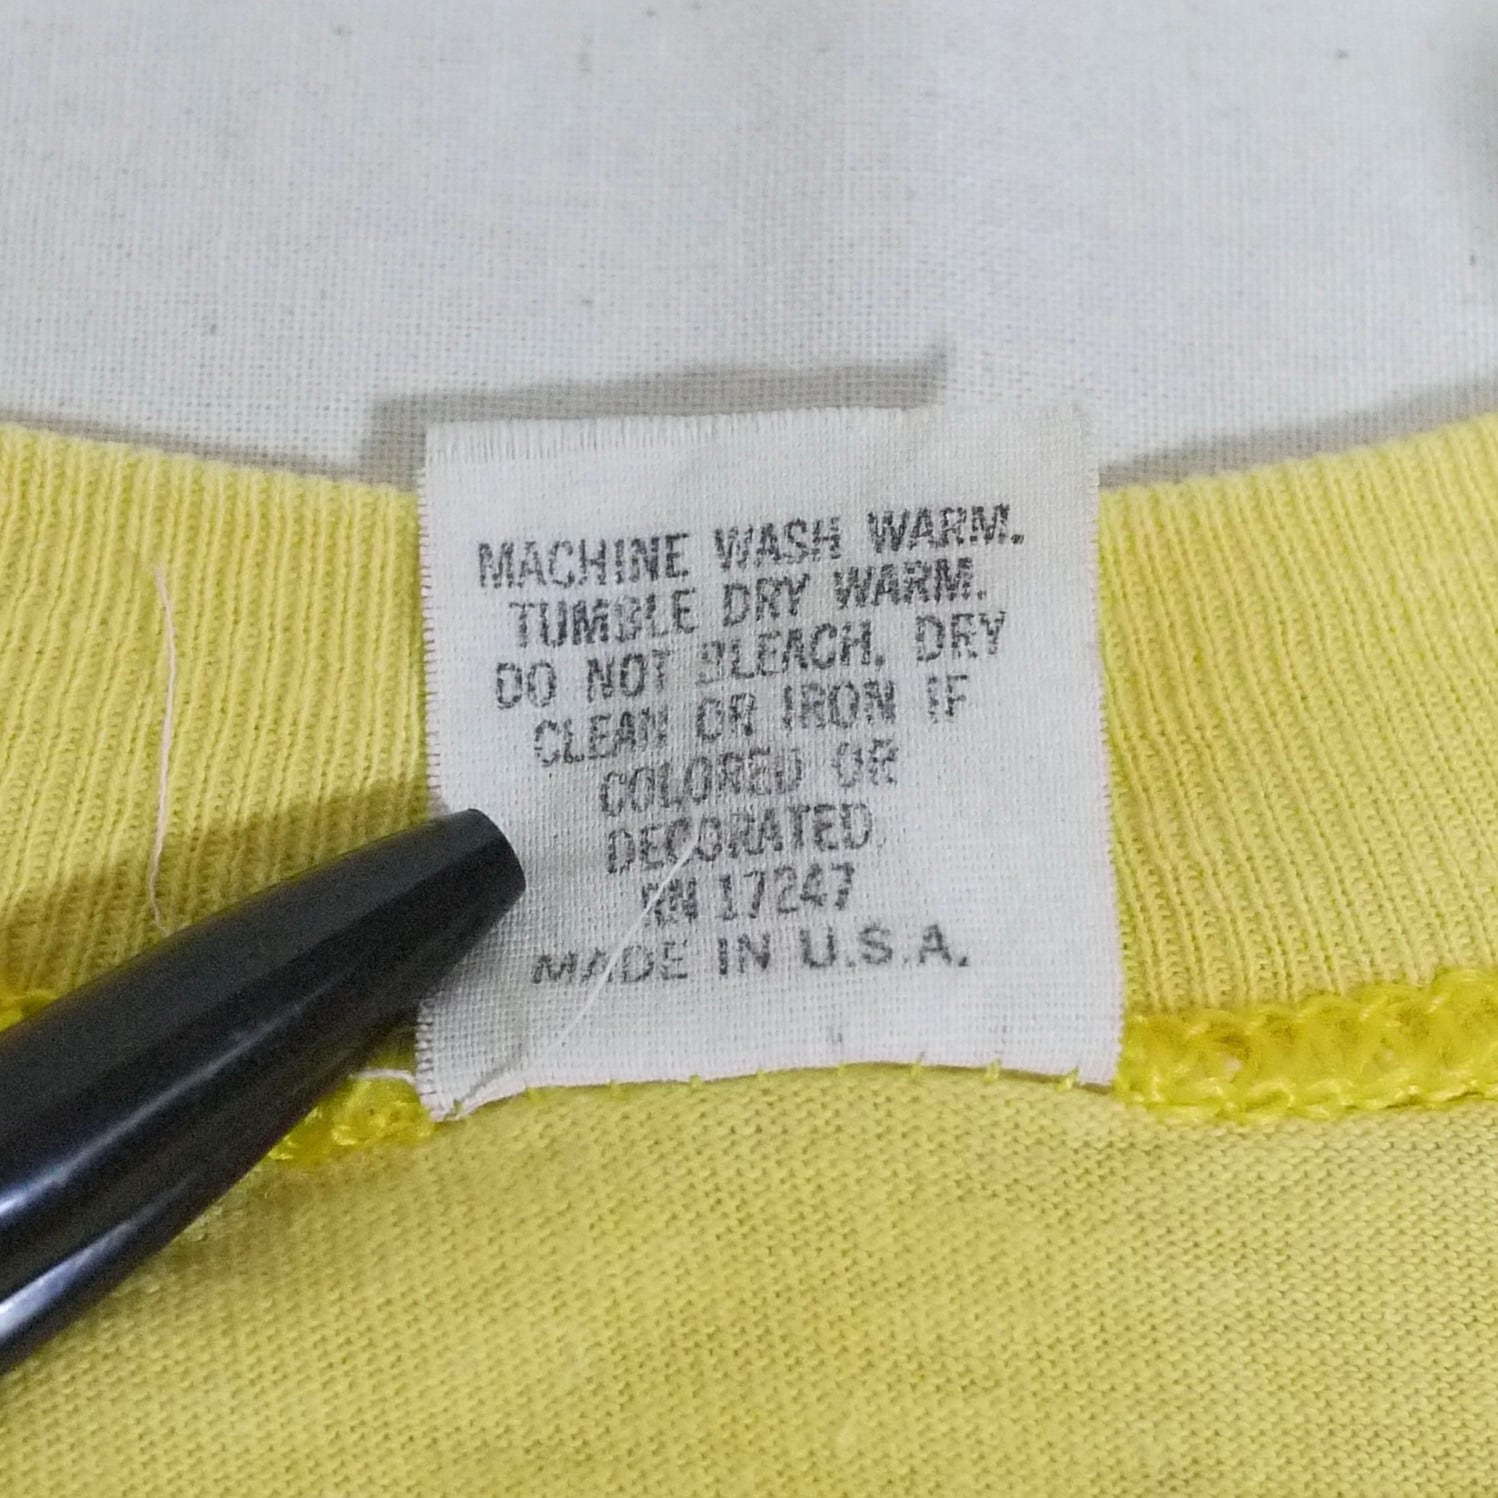 MACHINE WASH WARM.
TUMBLE DRY WARM.
DO NOT BLEACH. DRY
CLEAN OR IRON IF
COLORED OR
DECORATED
RN 17247
MADE IN U.S.A.